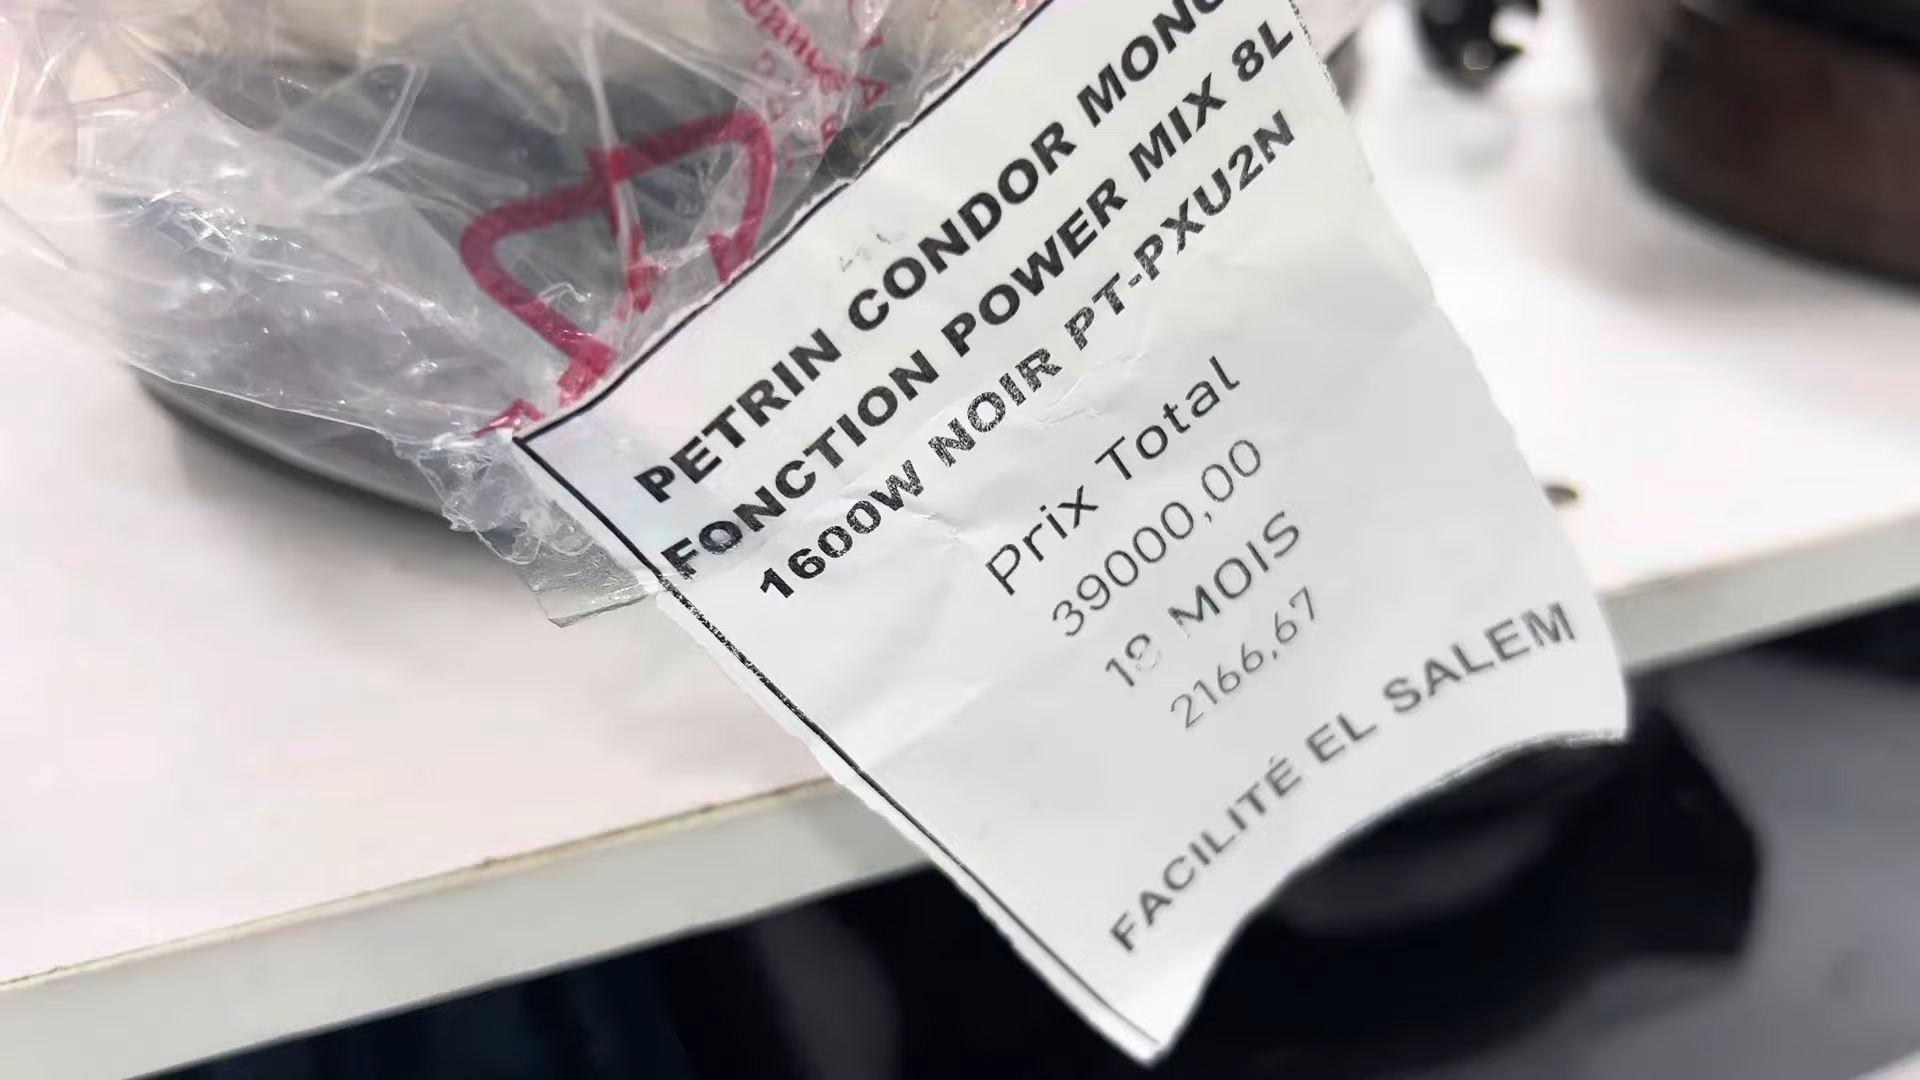 PETRIN CONDOR MONO
FONCTION POWER MIX 8L
1600W NOIR PT-PXU2N
Prix Total
39000,00
18 MOIS
2166,67
FACILITÉ EL SALEM